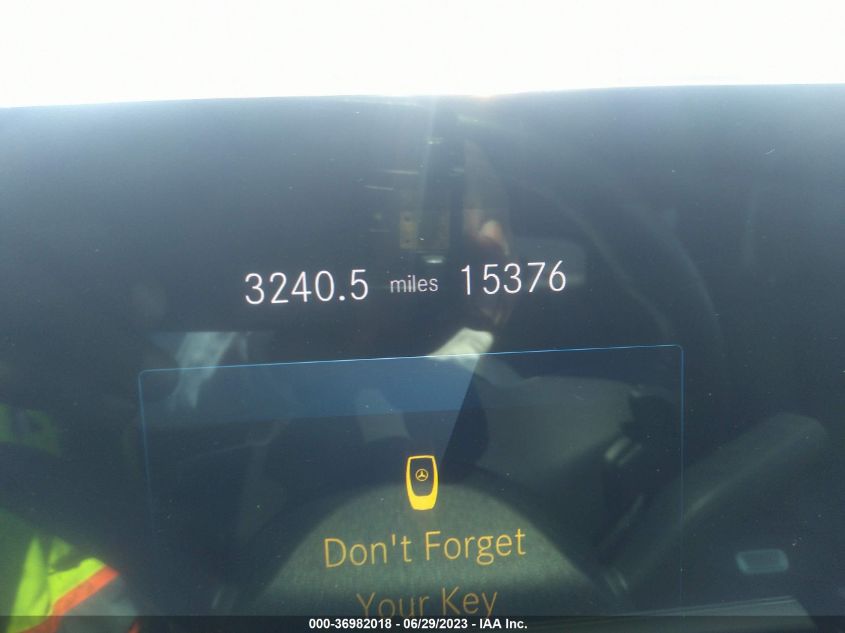 3240.5 miles 15376
Don't Forget
Your Key
000-36982018 - 06/29/2023 - IAA Inc.